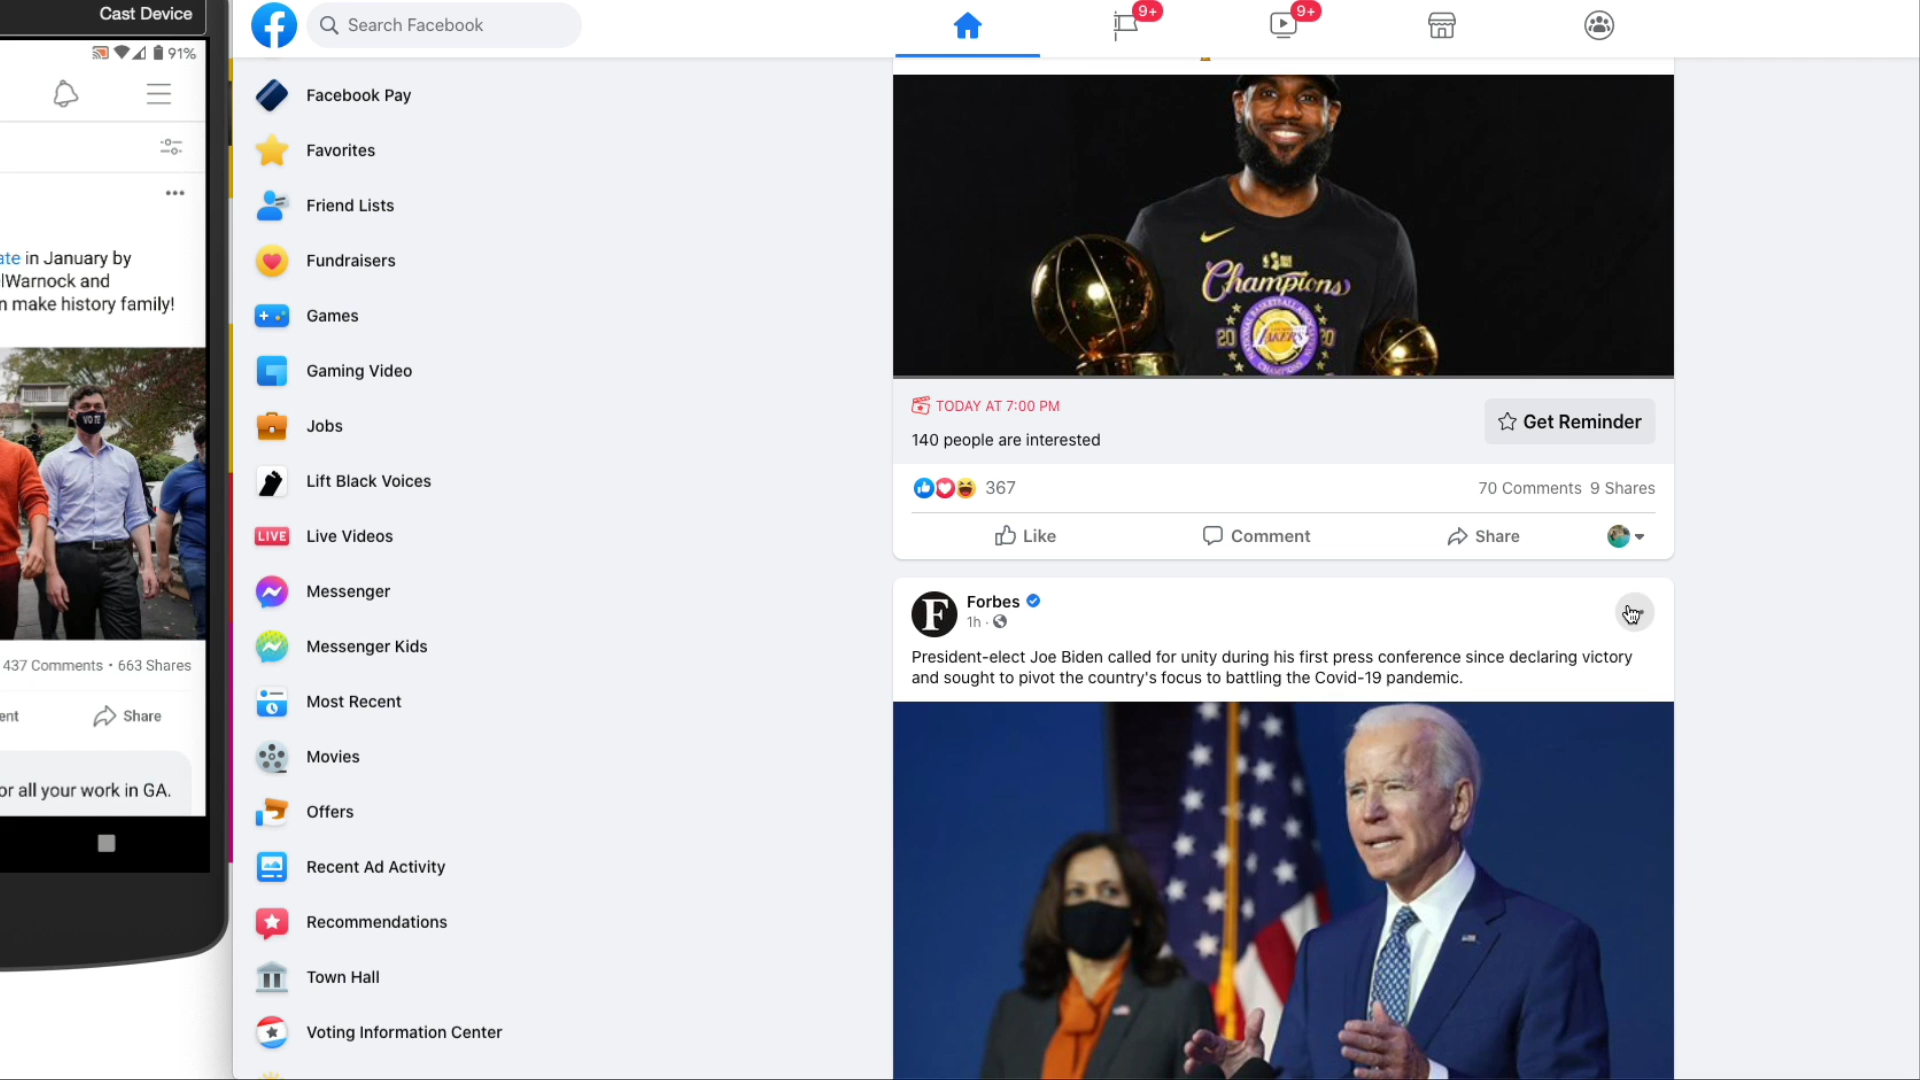 Cast Device
91%
ate in January by
lWarnock and
n make history family!
VOTE
437 Comments • 663 Shares
ent
Share
or all your work in GA.
Search Facebook
9+
9+
Facebook Pay
Favorites
Friend Lists
Fundraisers
Games
Gaming Video
Jobs
Lift Black Voices
LIVE
Live Videos
Messenger
Messenger Kids
Most Recent
Movies
Offers
Recent Ad Activity
Recommendations
Town Hall
Voting Information Center
Champions
20 20
LAKERS
TODAY AT 7:00 PM
140 people are interested
Get Reminder
367
70 Comments 9 Shares
Like
Comment
Share
F
Forbes
1h ·
President-elect Joe Biden called for unity during his first press conference since declaring victory
and sought to pivot the country's focus to battling the Covid-19 pandemic.